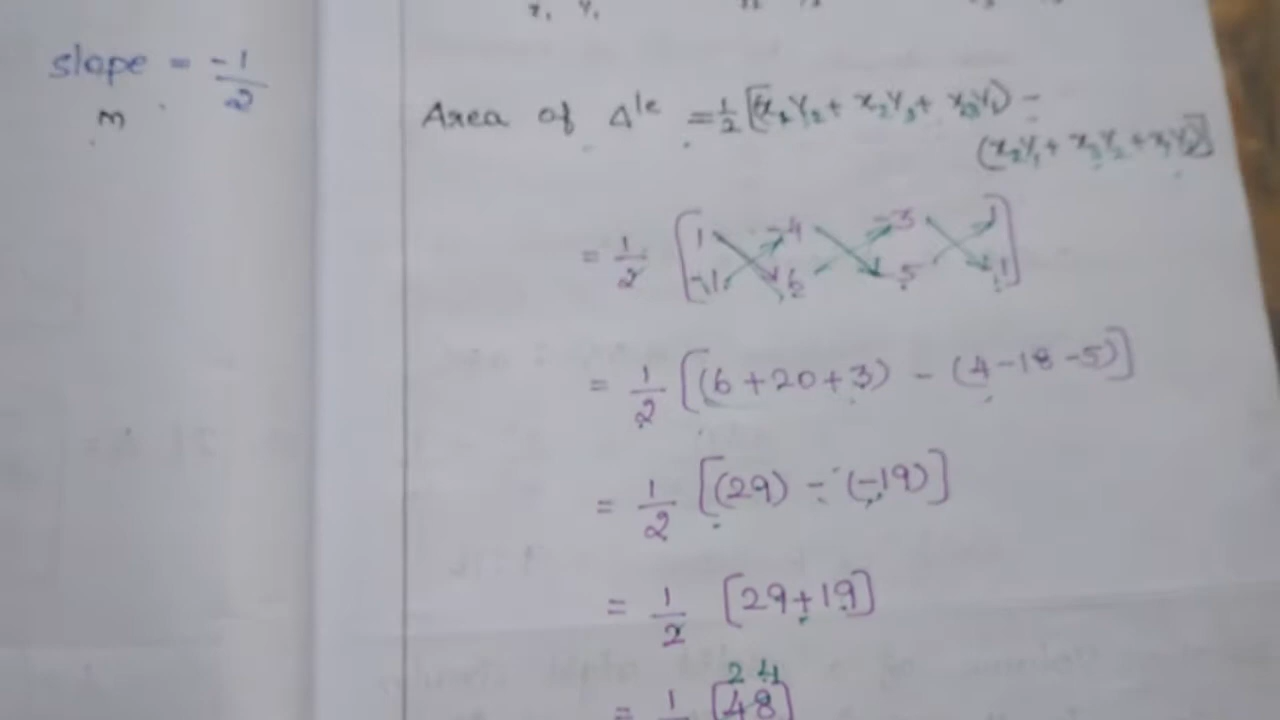 x₁ y₁
slope = -1/2
m
Area of Δle = 1/2 [(x₁y₂ + x₂y₃ + x₃y₁) -
(x₂y₁ + x₃y₂ + x₁y₃)]
= 1/2 [1 -4 -3 1
-1 6 5 -1]
= 1/2 [(6+20+3) - (4-18-5)]
= 1/2 [(29) - (-19)]
= 1/2 [29+19]
24
= 1 [48]